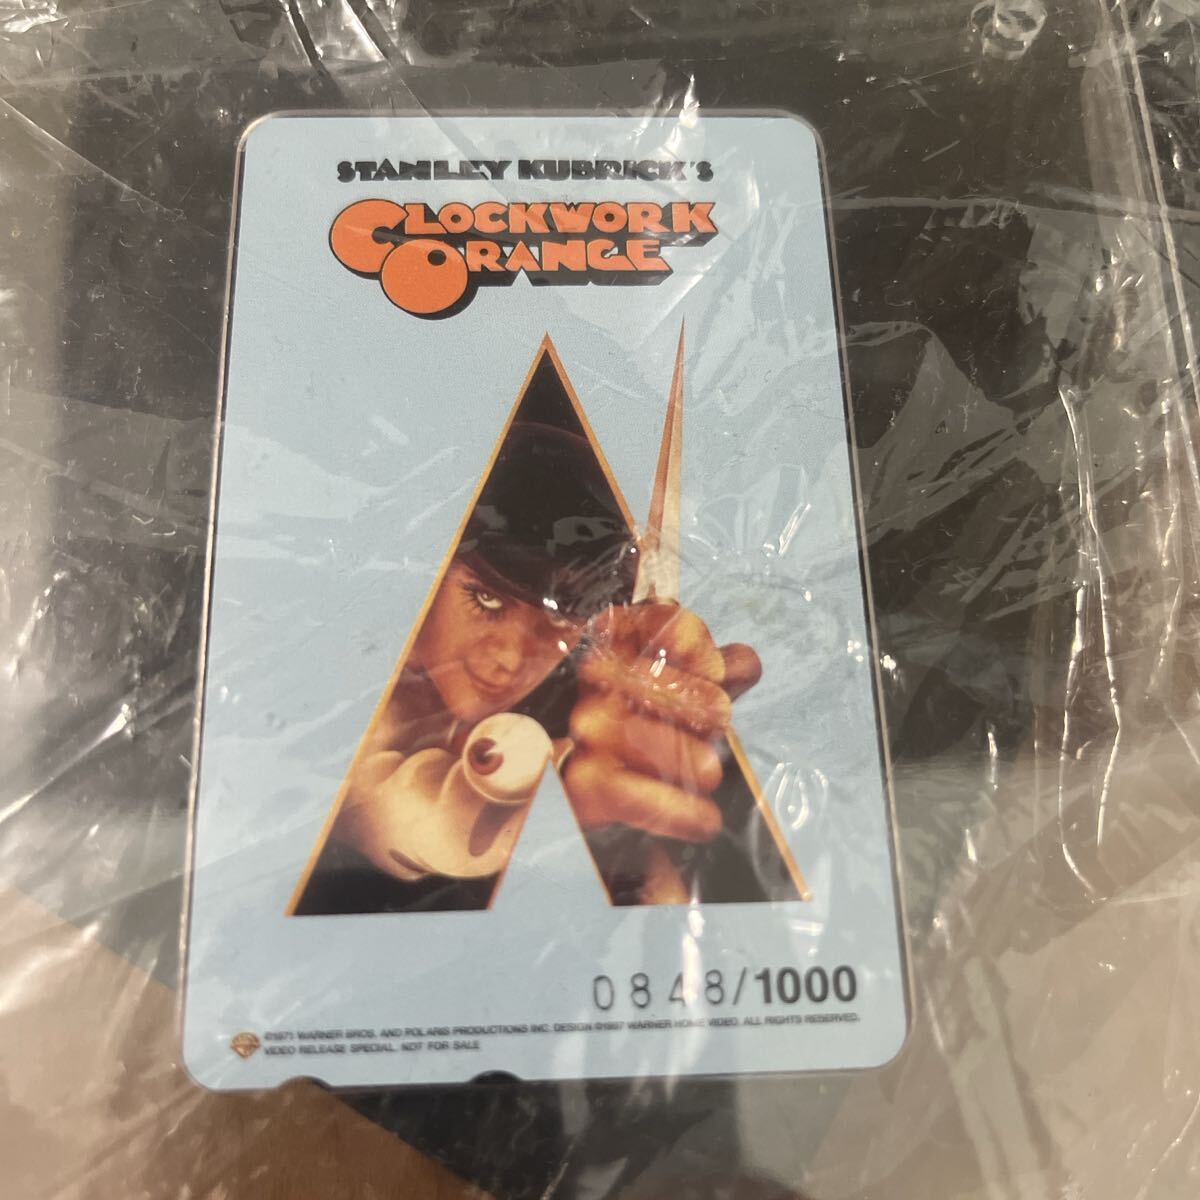 STANLEY KUBRICK'S
CLOCKWORK
ORANGE
0848/1000
©1971 WARNER BROS. AND POLARIS PRODUCTIONS INC. DESIGN ©1997 WARNER HOME VIDEO. ALL RIGHTS RESERVED.
VIDEO RELEASE SPECIAL. NOT FOR SALE